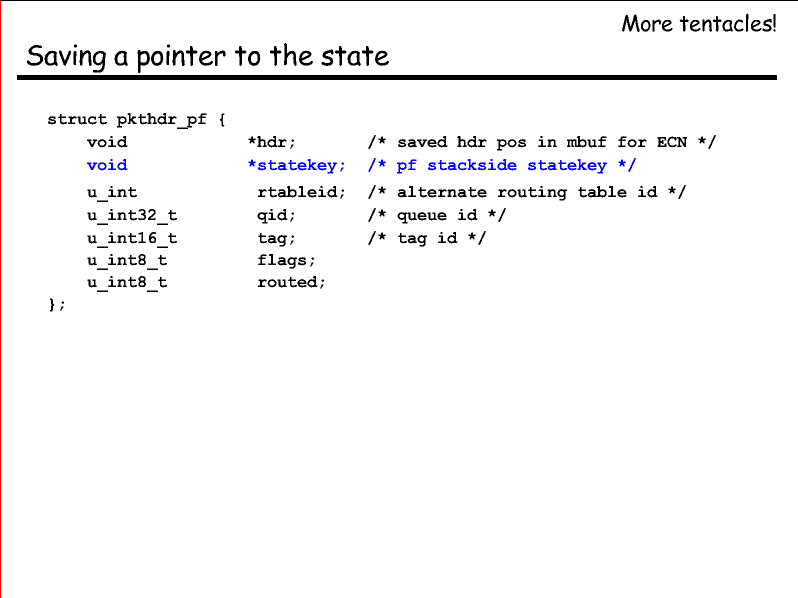 More tentacles!
Saving a pointer to the state
struct pkthdr_pf {
    void            *hdr;       /* saved hdr pos in mbuf for ECN */
    void            *statekey;  /* pf stackside statekey */
    u_int            rtableid;  /* alternate routing table id */
    u_int32_t        qid;       /* queue id */
    u_int16_t        tag;       /* tag id */
    u_int8_t         flags;
    u_int8_t         routed;
};